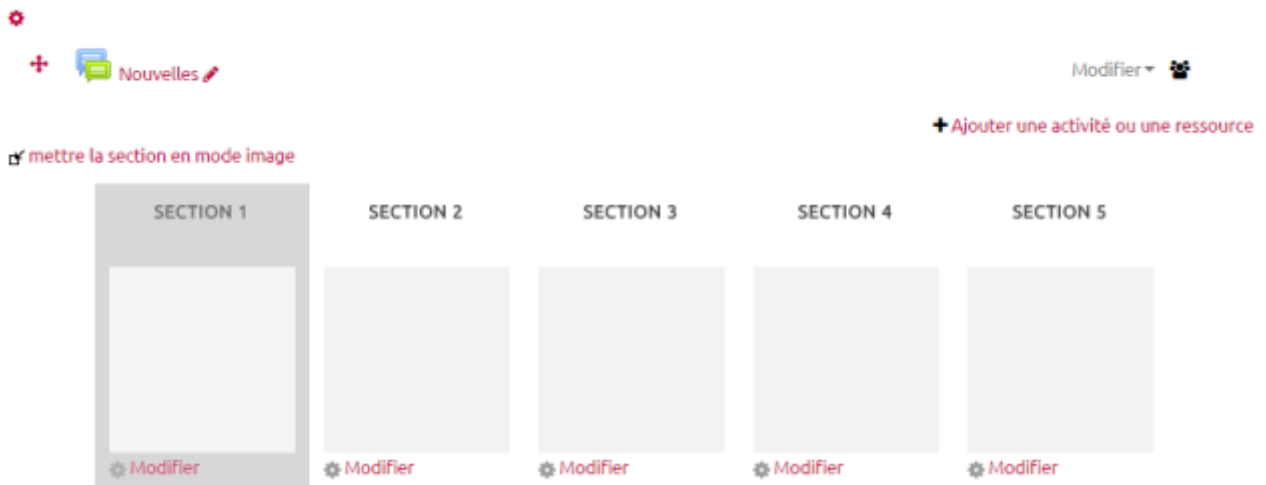 Nouvelles
Modifier
Ajouter une activité ou une ressource
mettre la section en mode image
SECTION 1 SECTION 2 SECTION 3 SECTION 4 SECTION 5
Modifier Modifier Modifier Modifier Modifier